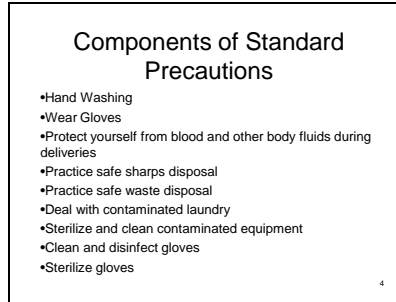 Components of Standard
Precautions
•Hand Washing
•Wear Gloves
•Protect yourself from blood and other body fluids during
deliveries
•Practice safe sharps disposal
•Practice safe waste disposal
•Deal with contaminated laundry
•Sterilize and clean contaminated equipment
•Clean and disinfect gloves
•Sterilize gloves
4